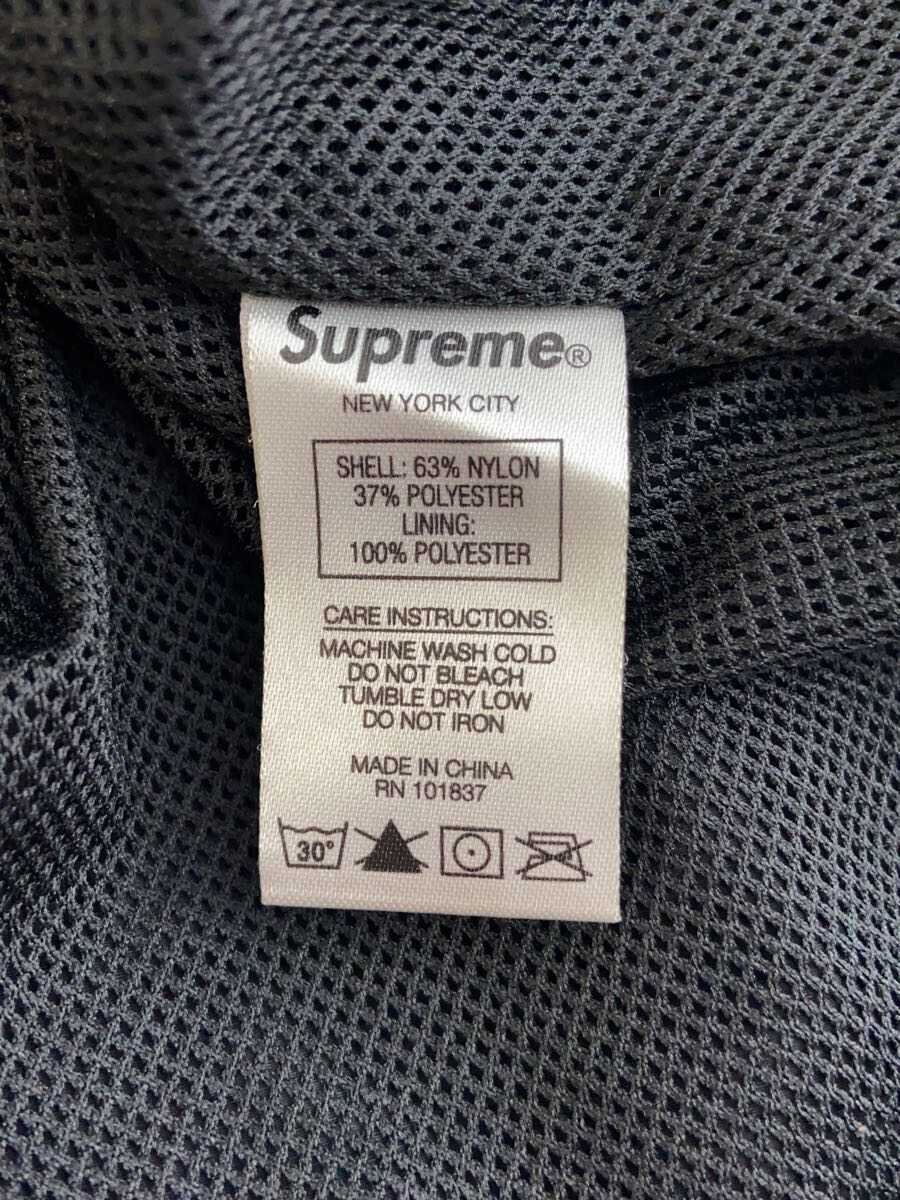 Supreme®
NEW YORK CITY
SHELL: 63% NYLON
37% POLYESTER
LINING:
100% POLYESTER
CARE INSTRUCTIONS:
MACHINE WASH COLD
DO NOT BLEACH
TUMBLE DRY LOW
DO NOT IRON
MADE IN CHINA
RN 101837
30°